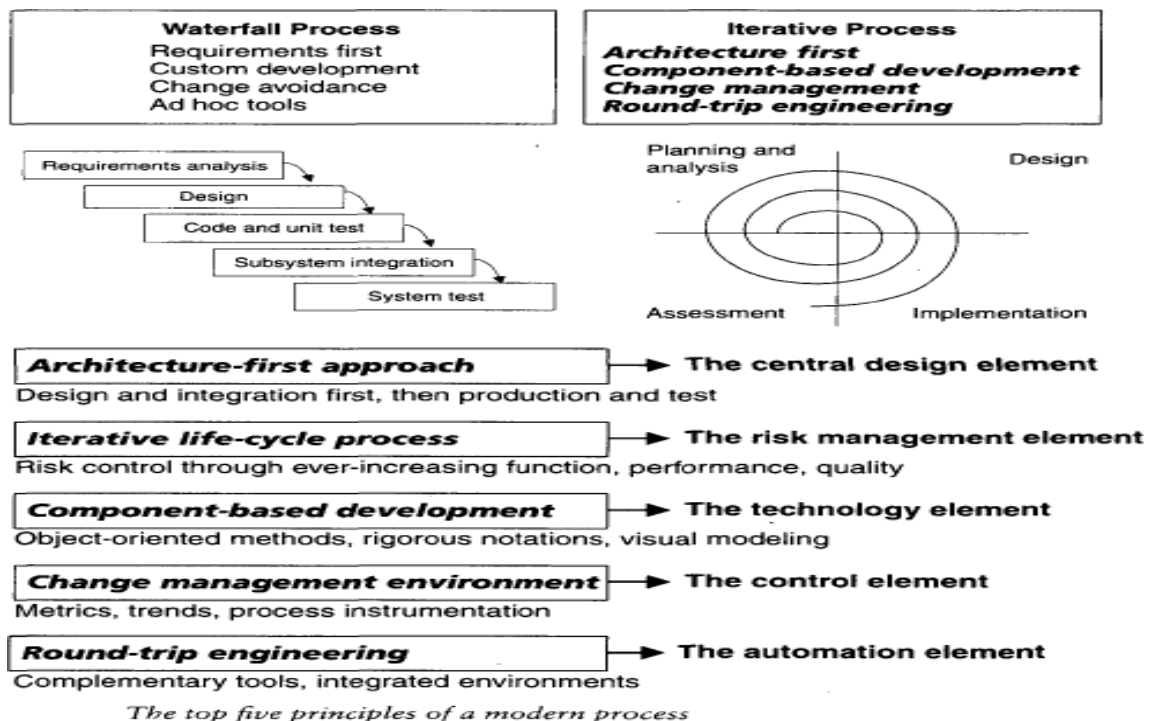 Waterfall Process
Requirements first
Custom development
Change avoidance
Ad hoc tools
Iterative Process
Architecture first
Component-based development
Change management
Round-trip engineering
Requirements analysis
Design
Code and unit test
Subsystem integration
System test
Planning and
analysis
Design
Assessment
Implementation
Architecture-first approach
The central design element
Design and integration first, then production and test
Iterative life-cycle process
The risk management element
Risk control through ever-increasing function, performance, quality
Component-based development
The technology element
Object-oriented methods, rigorous notations, visual modeling
Change management environment
The control element
Metrics, trends, process instrumentation
Round-trip engineering
The automation element
Complementary tools, integrated environments
The top five principles of a modern process